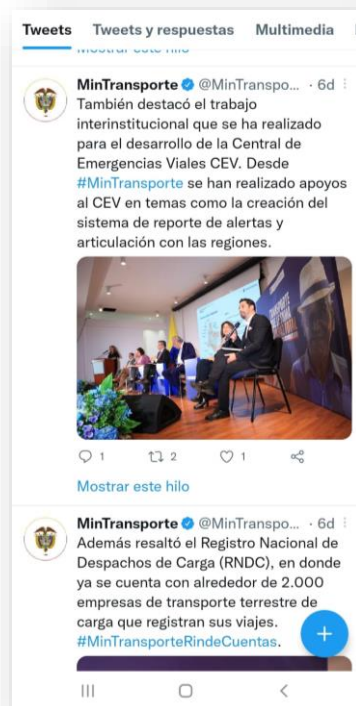 Tweets Tweets y respuestas Multimedia
Mostrar este hilo
MinTransporte @MinTranspo... · 6d
También destacó el trabajo
interinstitucional que se ha realizado
para el desarrollo de la Central de
Emergencias Viales CEV. Desde
#MinTransporte se han realizado apoyos
al CEV en temas como la creación del
sistema de reporte de alertas y
articulación con las regiones.
1 2 1
Mostrar este hilo
MinTransporte @MinTranspo... · 6d
Además resaltó el Registro Nacional de
Despachos de Carga (RNDC), en donde
ya se cuenta con alrededor de 2.000
empresas de transporte terrestre de
carga que registran sus viajes.
#MinTransporteRindeCuentas.